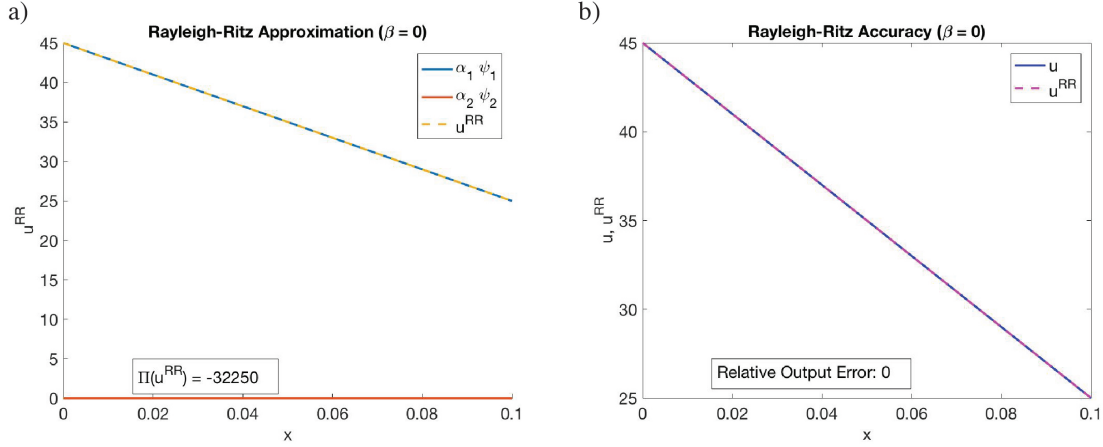 a)
Rayleigh-Ritz Approximation (β = 0)
45
40
35
30
25
20
15
10
5
0
u^RR
α₁ ψ₁
α₂ ψ₂
u^RR
Π(u^RR) = -32250
0
0.02
0.04
0.06
0.08
0.1
x
b)
Rayleigh-Ritz Accuracy (β = 0)
45
40
35
30
25
u, u^RR
u
u^RR
Relative Output Error: 0
0
0.02
0.04
0.06
0.08
0.1
x